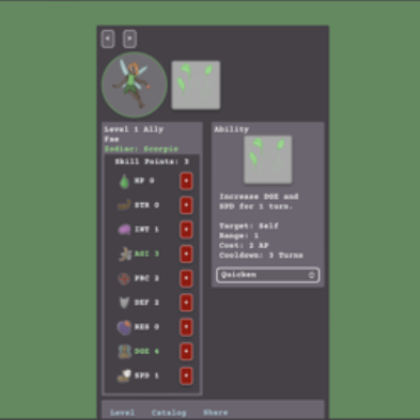 < >
Level 1 Ally
Fae
Zodiac: Scorpio
Skill Points: 3
HP 0
STR 0
INT 1
AGI 3
PRC 2
DEF 2
RES 0
DGE 4
SPD 1
Ability
Increase DGE and
SPD for 1 turn.
Target: Self
Range: 1
Cost: 2 AP
Cooldown: 3 Turns
Quicken
Level Catalog Share